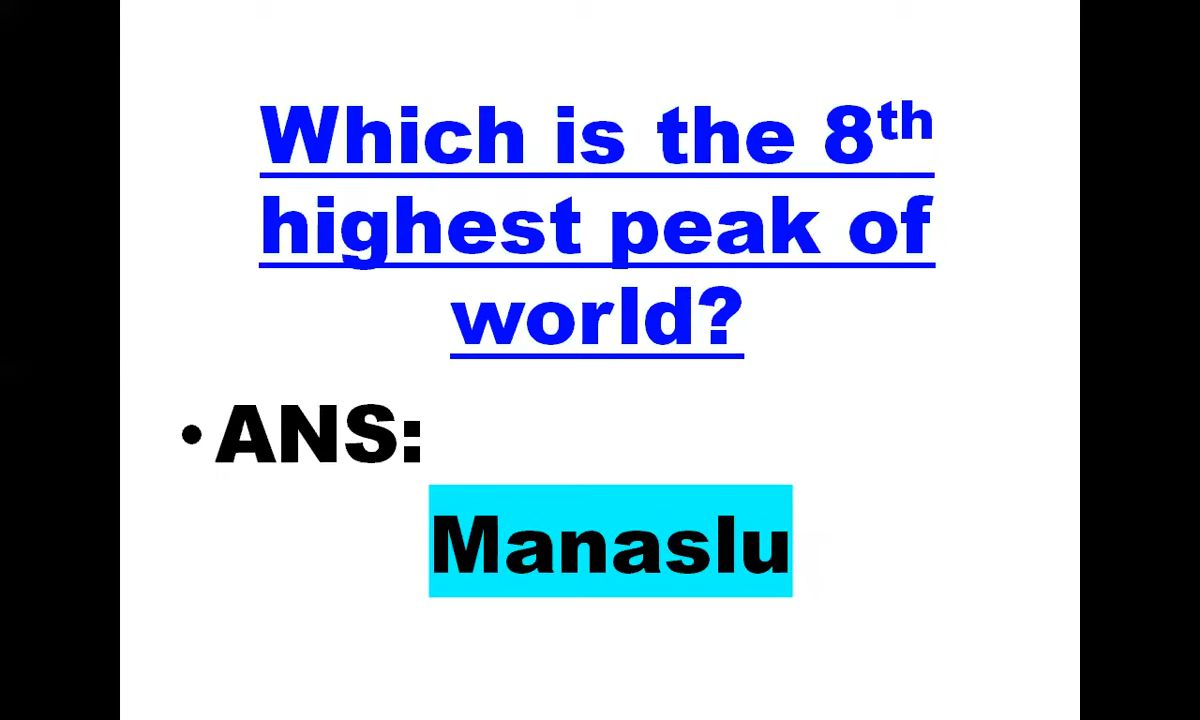 Which is the 8th
highest peak of
world?
• ANS:
Manaslu